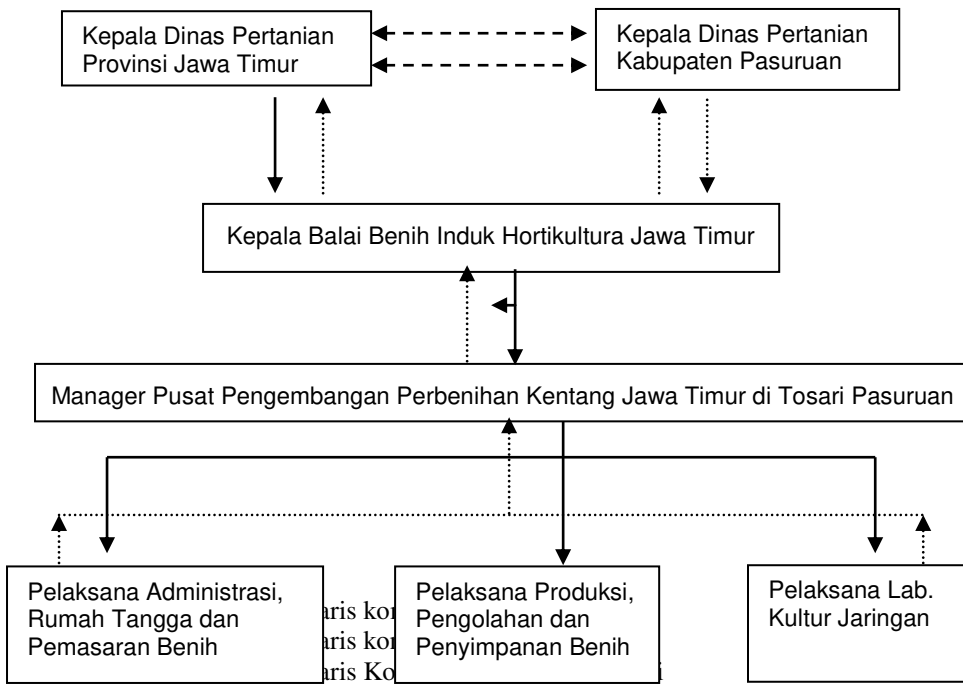 Kepala Dinas Pertanian
Provinsi Jawa Timur
Kepala Dinas Pertanian
Kabupaten Pasuruan
Kepala Balai Benih Induk Hortikultura Jawa Timur
Manager Pusat Pengembangan Perbenihan Kentang Jawa Timur di Tosari Pasuruan
Pelaksana Administrasi,
Rumah Tangga dan
Pemasaran Benih
Pelaksana Produksi,
Pengolahan dan
Penyimpanan Benih
Pelaksana Lab.
Kultur Jaringan